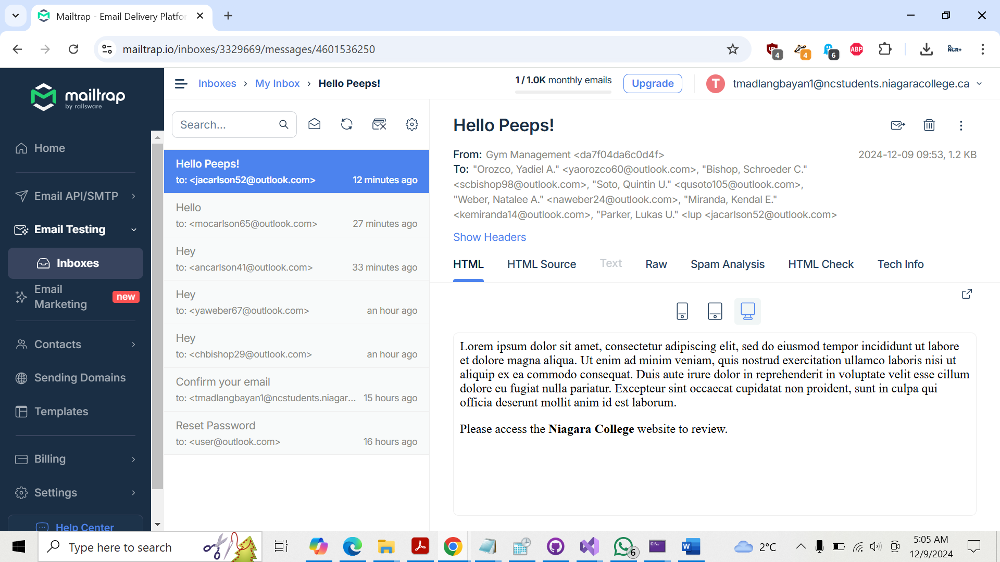 Mailtrap - Email Delivery Platfor
mailtrap.io/inboxes/3329669/messages/4601536250
4
4
6
ABP
NCR+
mailtrap
by railsware
Home
Email API/SMTP
Email Testing
Inboxes
Email
Marketing
new
Contacts
Sending Domains
Templates
Billing
Settings
Help Center
Inboxes › My Inbox › Hello Peeps!
1 / 1.0K monthly emails
Upgrade
T
tmadlangbayan1@ncstudents.niagaracollege.ca
Search...
Hello Peeps!
to: <jacarlson52@outlook.com> 12 minutes ago
Hello
to: <mocarlson65@outlook.com> 27 minutes ago
Hey
to: <ancarlson41@outlook.com> 33 minutes ago
Hey
to: <yaweber67@outlook.com> an hour ago
Hey
to: <chbishop29@outlook.com> an hour ago
Confirm your email
to: <tmadlangbayan1@ncstudents.niagar... 15 hours ago
Reset Password
to: <user@outlook.com> 16 hours ago
Hello Peeps!
From: Gym Management <da7f04da6c0d4f> 2024-12-09 09:53, 1.2 KB
To: "Orozco, Yadiel A." <yaorozco60@outlook.com>, "Bishop, Schroeder C."
<scbishop98@outlook.com>, "Soto, Quintin U." <qusoto105@outlook.com>,
"Weber, Natalee A." <naweber24@outlook.com>, "Miranda, Kendal E."
<kemiranda14@outlook.com>, "Parker, Lukas U." <lup <jacarlson52@outlook.com>
Show Headers
HTML HTML Source Text Raw Spam Analysis HTML Check Tech Info
Lorem ipsum dolor sit amet, consectetur adipiscing elit, sed do eiusmod tempor incididunt ut labore
et dolore magna aliqua. Ut enim ad minim veniam, quis nostrud exercitation ullamco laboris nisi ut
aliquip ex ea commodo consequat. Duis aute irure dolor in reprehenderit in voluptate velit esse cillum
dolore eu fugiat nulla pariatur. Excepteur sint occaecat cupidatat non proident, sunt in culpa qui
officia deserunt mollit anim id est laborum.
Please access the Niagara College website to review.
Type here to search
6
2°C
5:05 AM
12/9/2024